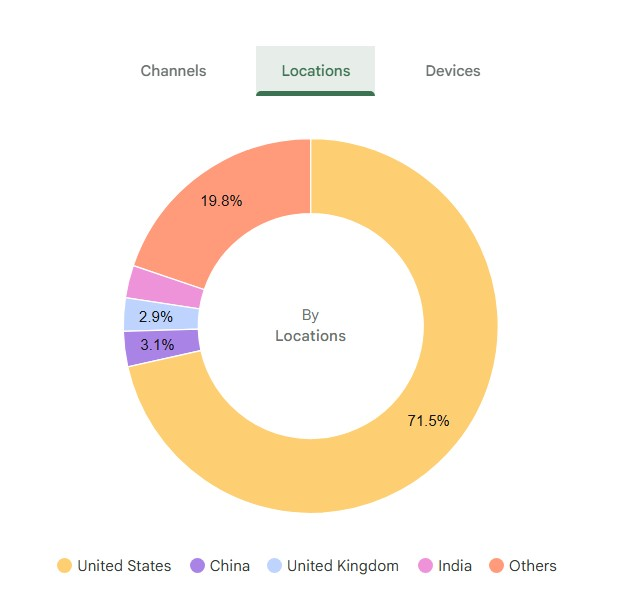 Channels
Locations
Devices
19.8%
2.9%
3.1%
By
Locations
71.5%
United States
China
United Kingdom
India
Others